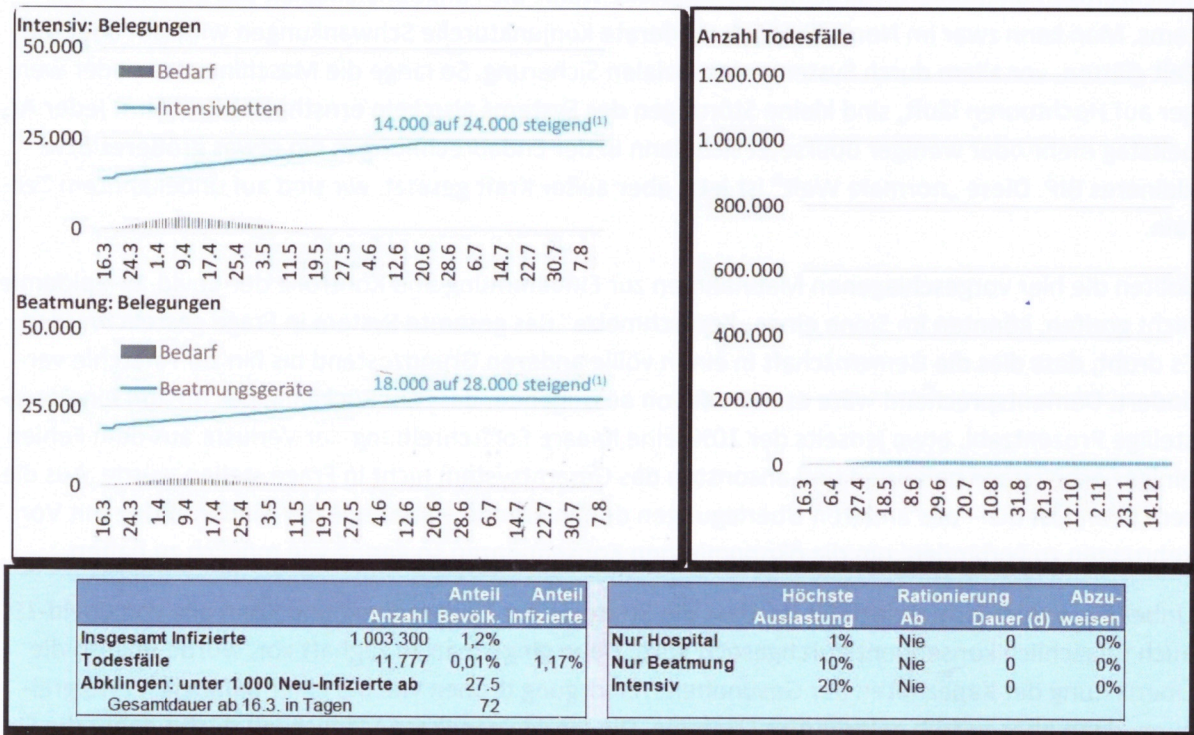 Intensiv: Belegungen
50.000
Bedarf
Intensivbetten
14.000 auf 24.000 steigend(1)
25.000
0
16.3 24.3 1.4 9.4 17.4 25.4 3.5 11.5 19.5 27.5 4.6 12.6 20.6 28.6 6.7 14.7 22.7 30.7 7.8
Beatmung: Belegungen
50.000
Bedarf
Beatmungsgeräte
18.000 auf 28.000 steigend(1)
25.000
0
16.3 24.3 1.4 9.4 17.4 25.4 3.5 11.5 19.5 27.5 4.6 12.6 20.6 28.6 22.7 30.7 7.8
Anzahl Todesfälle
1.200.000
1.000.000
800.000
600.000
400.000
200.000
0
16.3 6.4 27.4 18.5 8.6 29.6 20.7 10.8 31.8 21.9 12.10 2.11 23.11 14.12
Anzahl Anteil Bevölk. Anteil Infizierte
Insgesamt Infizierte 1.003.300 1,2%
Todesfälle 11.777 0,01% 1,17%
Abklingen: unter 1.000 Neu-Infizierte ab 27.5
Gesamtdauer ab 16.3. in Tagen 72
Höchste Rationierung Abzu-
Auslastung Ab Dauer (d) weisen
Nur Hospital 1% Nie 0 0%
Nur Beatmung 10% Nie 0 0%
Intensiv 20% Nie 0 0%